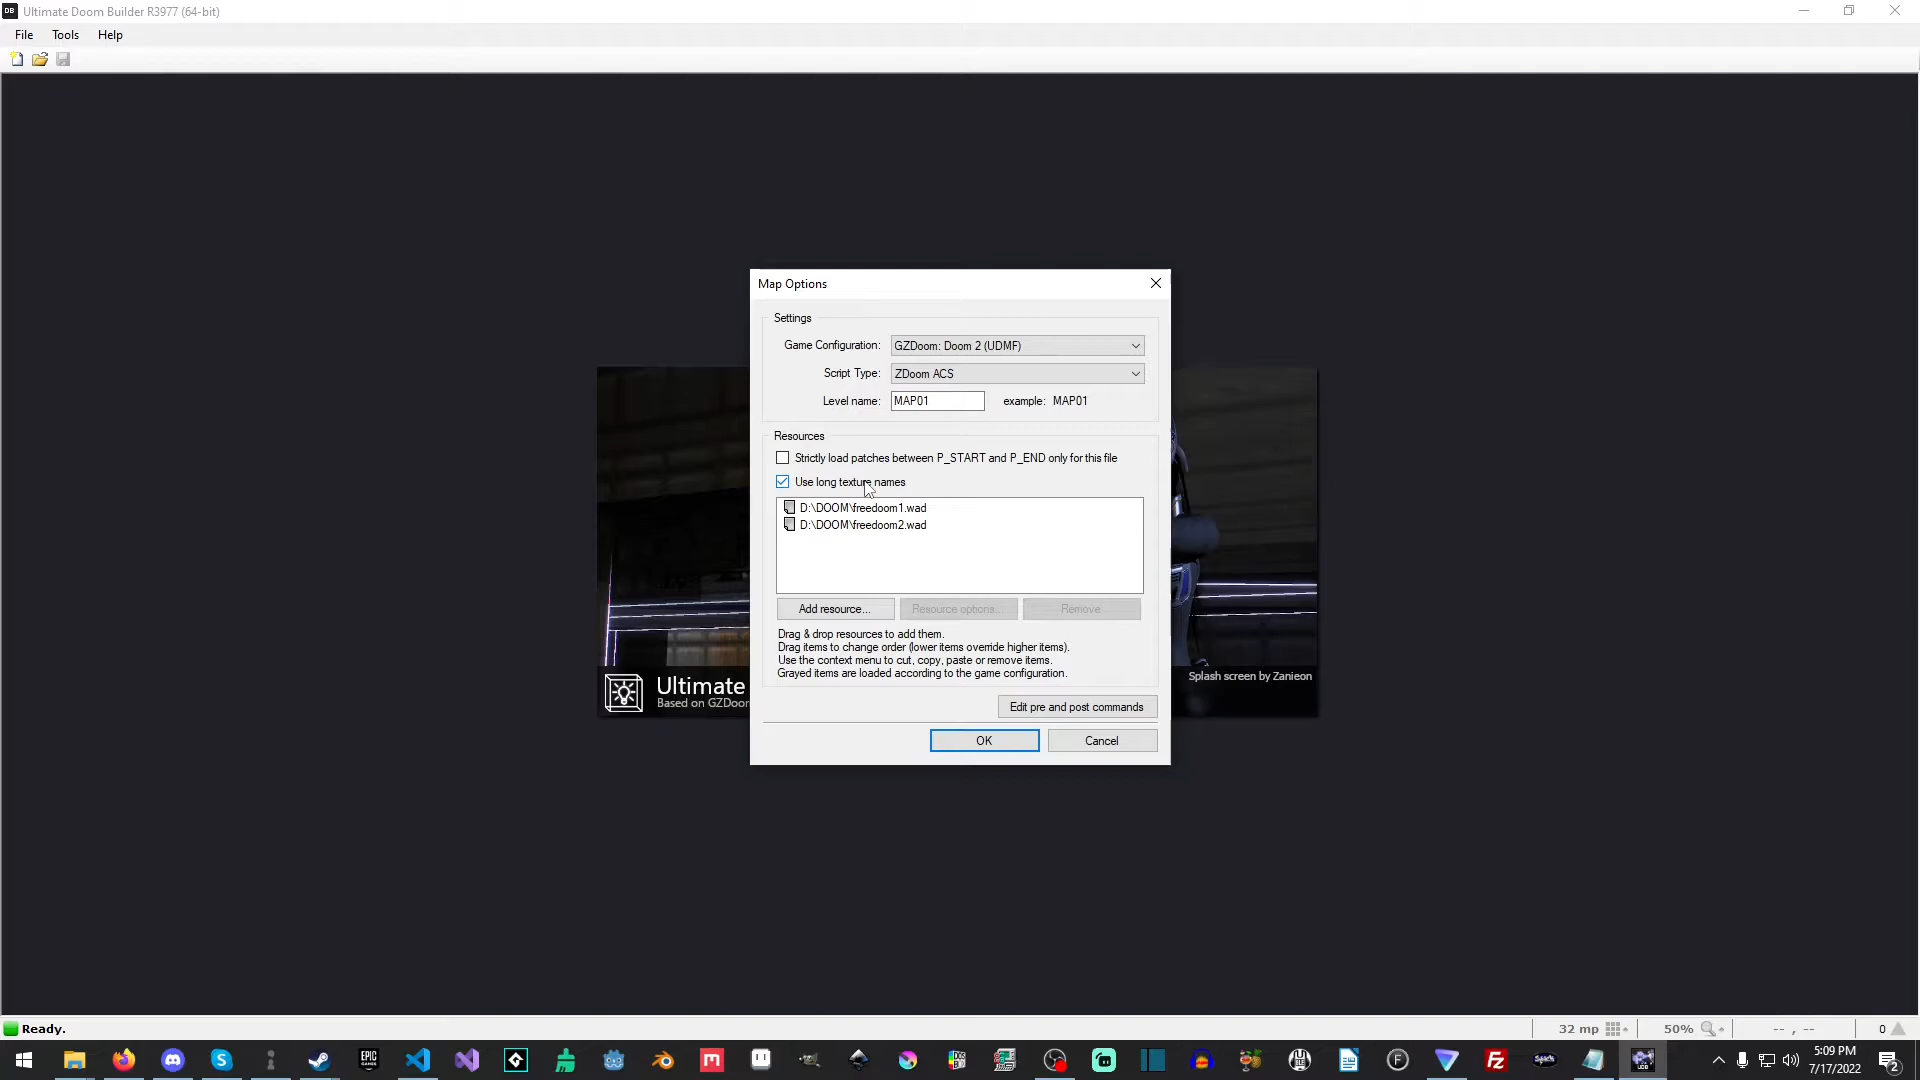 Ultimate Doom Builder R3977 (64-bit)
File Tools Help
Map Options
Settings
Game Configuration: GZDoom: Doom 2 (UDMF)
Script Type: ZDoom ACS
Level name: MAP01 example: MAP01
Resources
Strictly load patches between P_START and P_END only for this file
Use long texture names
D:\DOOM\freedoom1.wad
D:\DOOM\freedoom2.wad
Add resource... Resource options... Remove
Drag & drop resources to add them.
Drag items to change order (lower items override higher items).
Use the context menu to cut, copy, paste or remove items.
Grayed items are loaded according to the game configuration.
Ultimate
Based on GZDoom
Splash screen by Zanieon
Edit pre and post commands
OK Cancel
Ready.
32 mp 50% -- , -- 0
5:09 PM
7/17/2022
2